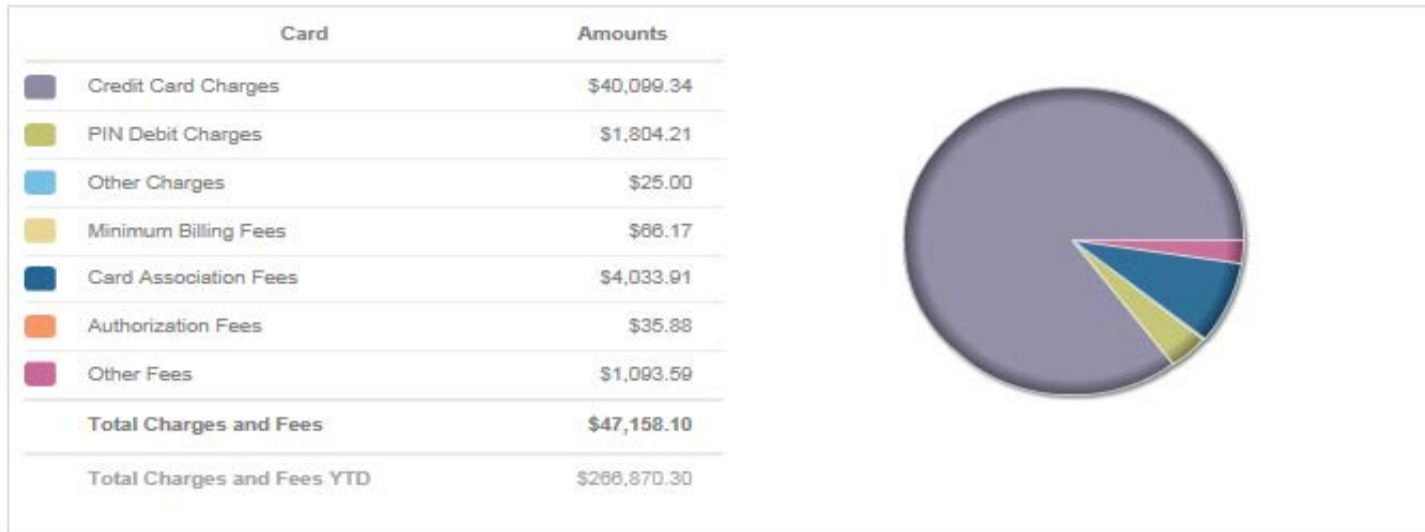 Card Amounts
Credit Card Charges $40,099.34
PIN Debit Charges $1,804.21
Other Charges $25.00
Minimum Billing Fees $66.17
Card Association Fees $4,033.91
Authorization Fees $35.88
Other Fees $1,093.59
Total Charges and Fees $47,158.10
Total Charges and Fees YTD $266,870.30